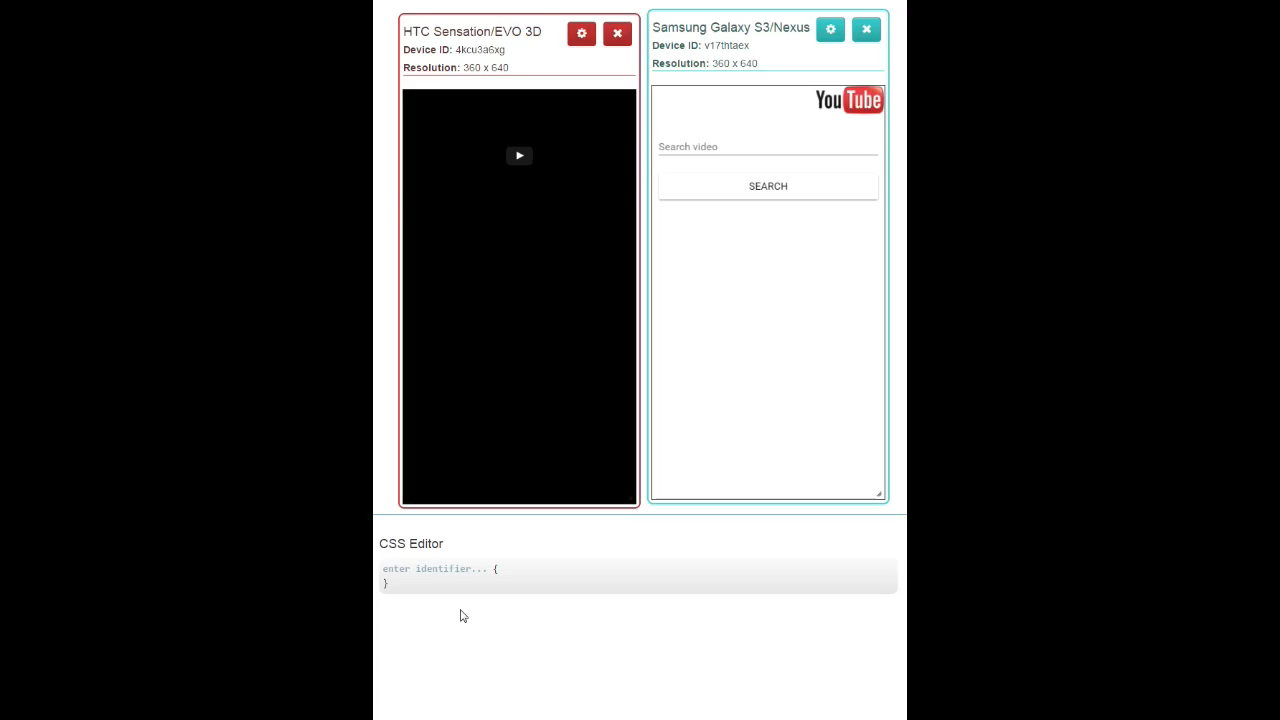 HTC Sensation/EVO 3D
Device ID: 4kcu3a6xg
Resolution: 360 x 640
Samsung Galaxy S3/Nexus
Device ID: v17thtaex
Resolution: 360 x 640
YouTube
Search video
SEARCH
CSS Editor
enter identifier... {
}